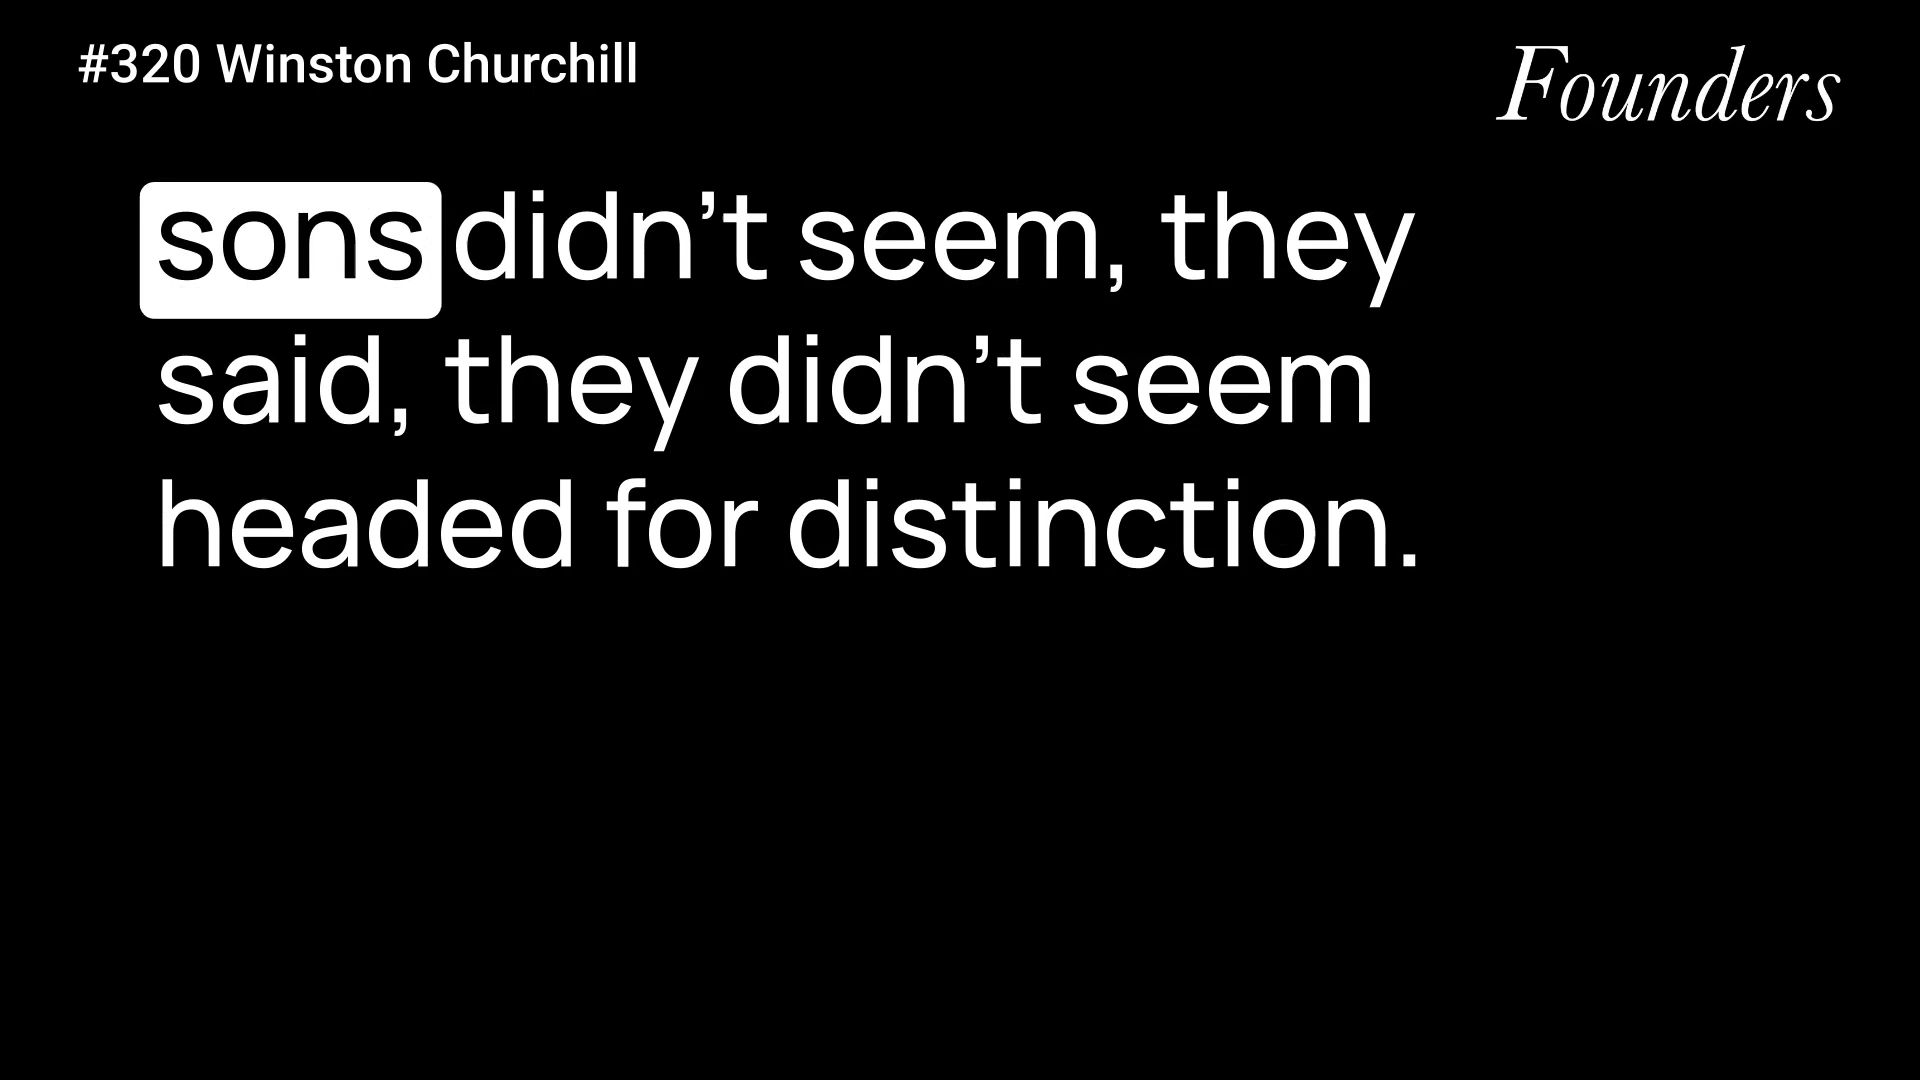 #320 Winston Churchill
Founders
sons didn’t seem, they
said, they didn’t seem
headed for distinction.